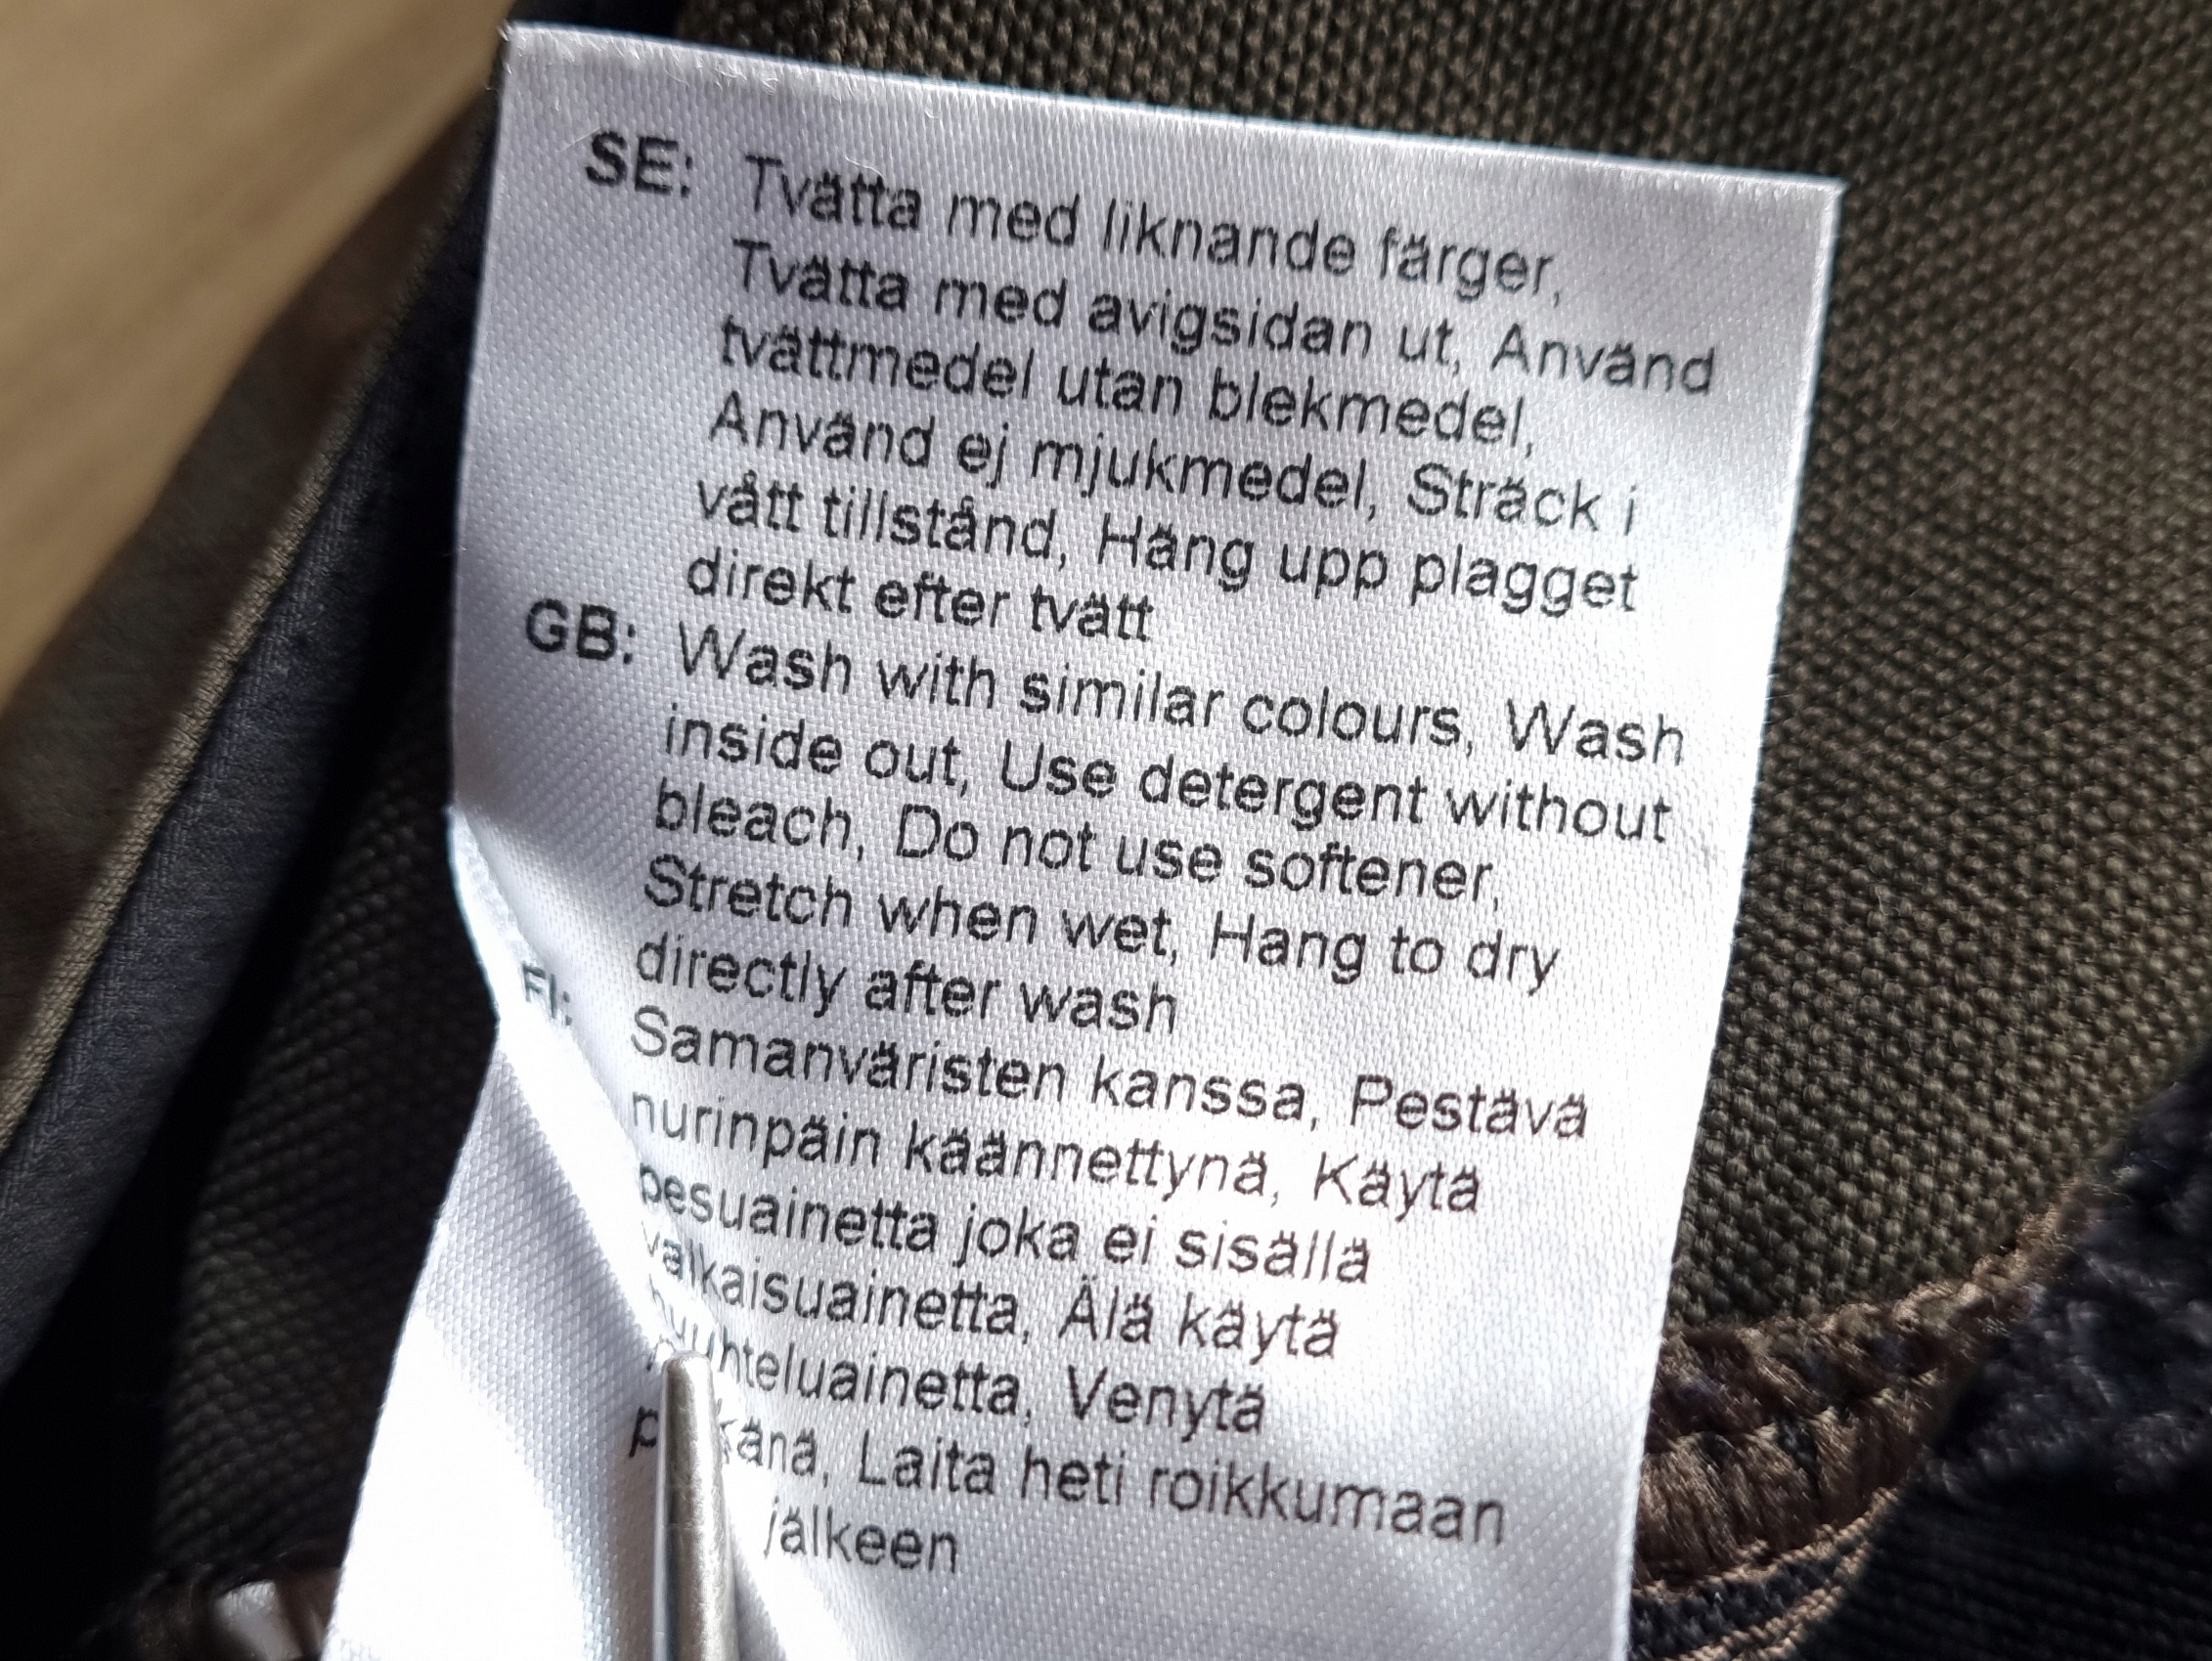 SE: Tvätta med liknande färger,
Tvätta med avigsidan ut, Använd
tvättmedel utan blekmedel,
Använd ej mjukmedel, Sträck i
vått tillstånd, Häng upp plagget
direkt efter tvätt
GB: Wash with similar colours, Wash
inside out, Use detergent without
bleach, Do not use softener,
Stretch when wet, Hang to dry
directly after wash
FI: Samanväristen kanssa, Pestävä
nurinpäin käännettynä, Käytä
pesuainetta joka ei sisällä
valkaisuainetta, Älä käytä
huuhteluainetta, Venytä
Laita heti roikkumaan
jälkeen